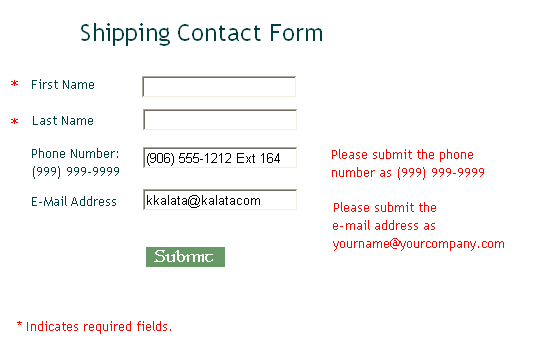 Shipping Contact Form
* First Name
* Last Name
Phone Number:
(999) 999-9999
(906) 555-1212 Ext 164
Please submit the phone
number as (999) 999-9999
E-Mail Address
kkalata@kalatacom
Please submit the
e-mail address as
yourname@yourcompany.com
Submit
* Indicates required fields.